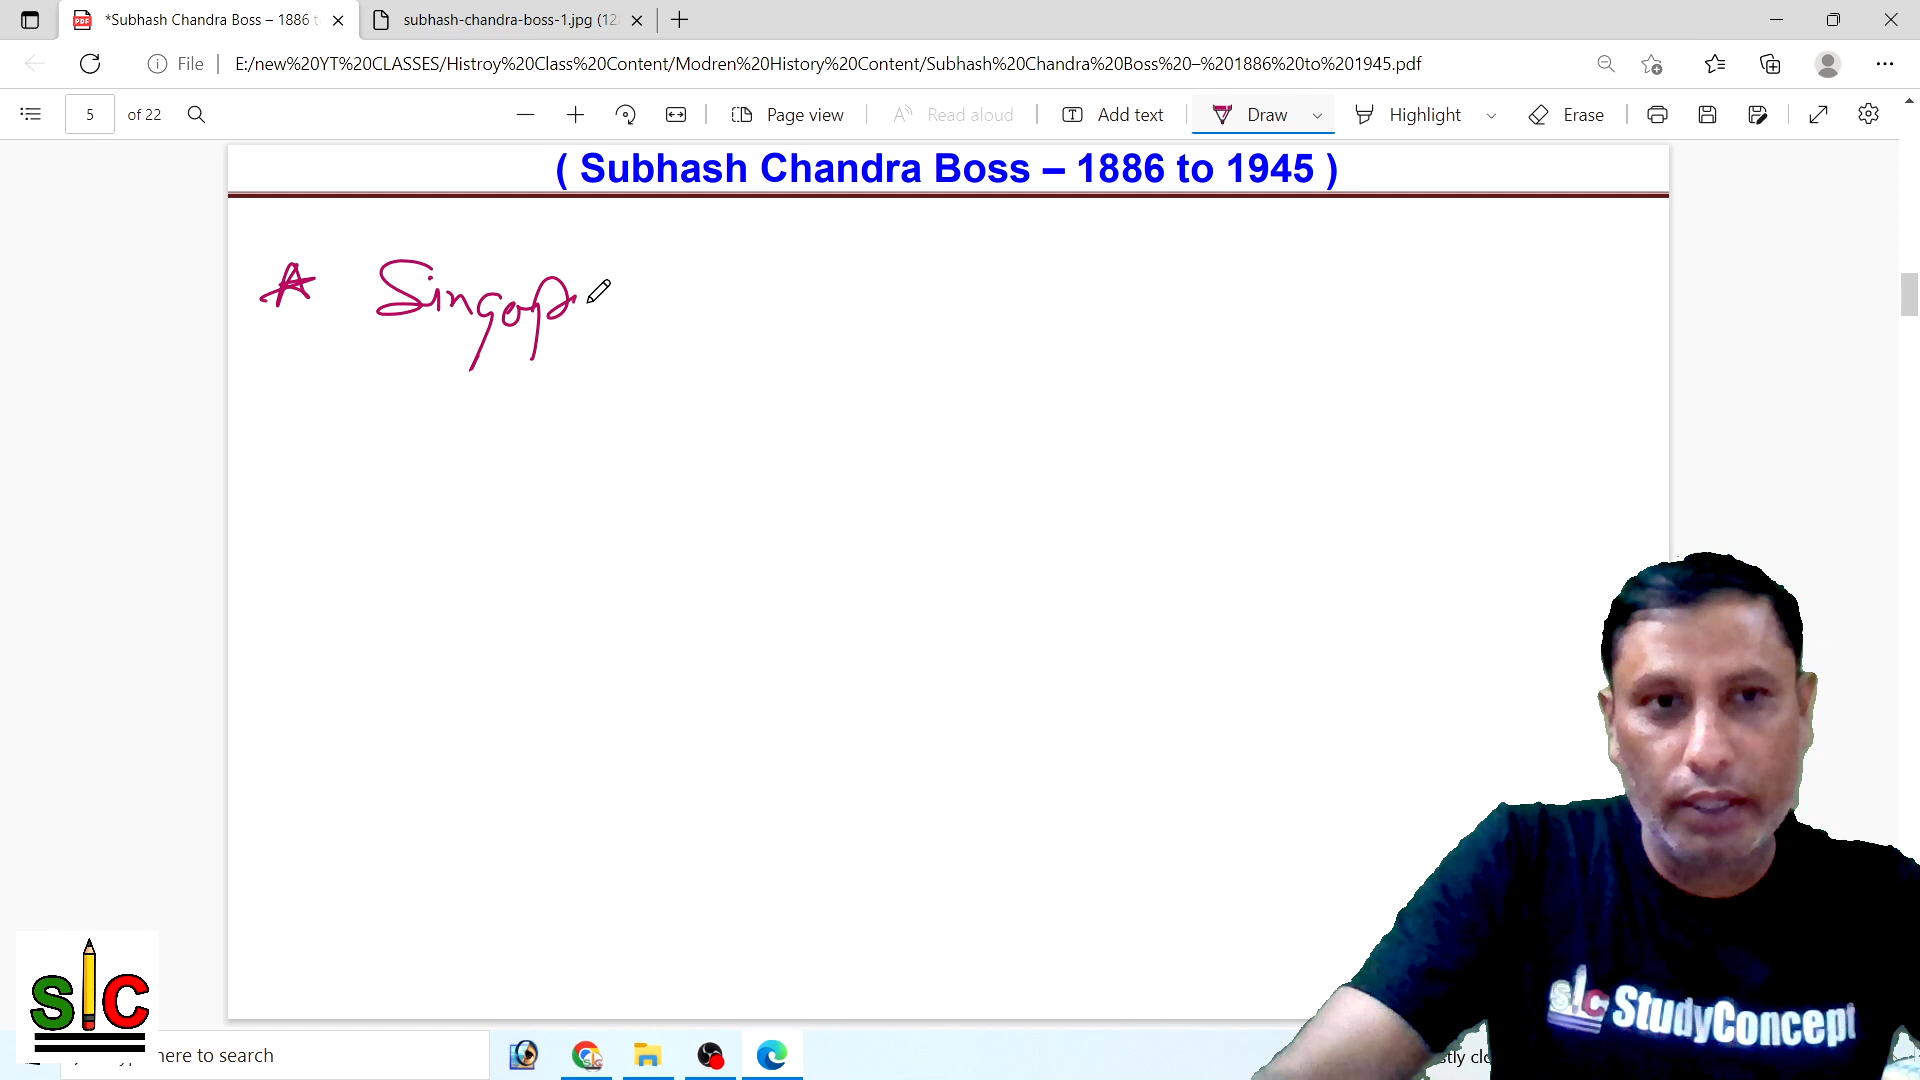 *Subhash Chandra Boss – 1886 t
subhash-chandra-boss-1.jpg (12
File
E:/new%20YT%20CLASSES/Histroy%20Class%20Content/Modren%20History%20Content/Subhash%20Chandra%20Boss%20–%201886%20to%201945.pdf
5 of 22
Page view
Read aloud
Add text
Draw
Highlight
Erase
( Subhash Chandra Boss – 1886 to 1945 )
Singap
StudyConcept
SIC
here to search